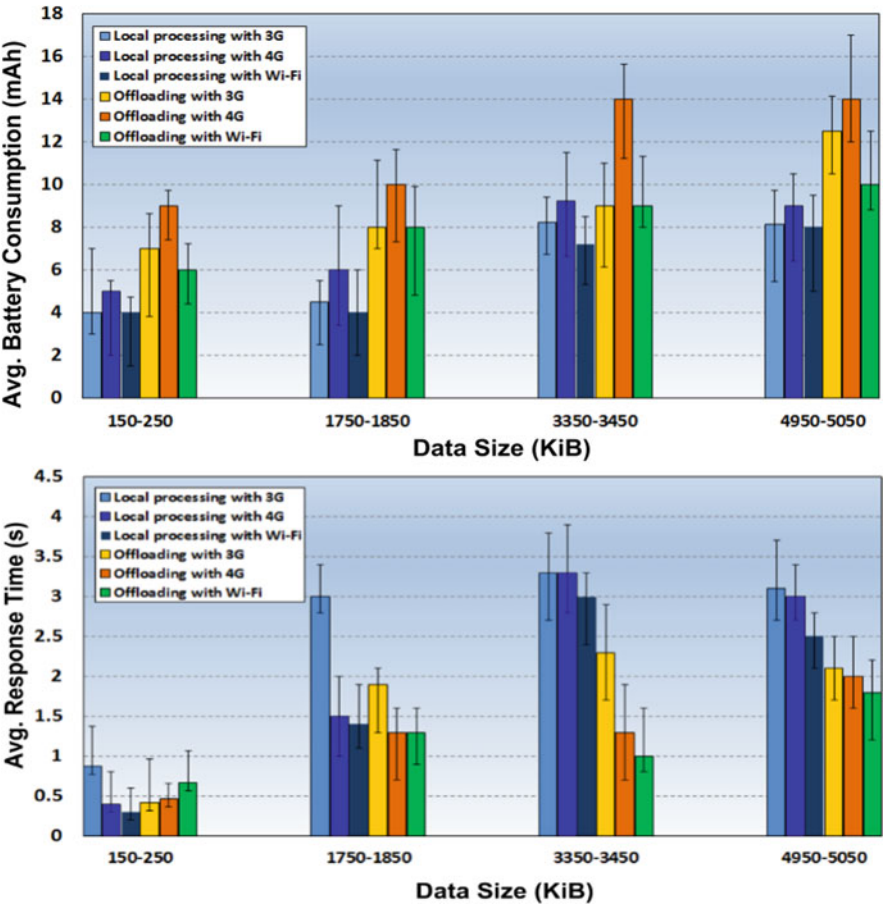 Avg. Battery Consumption (mAh)
18
16
14
12
10
8
6
4
2
0
Local processing with 3G
Local processing with 4G
Local processing with Wi-Fi
Offloading with 3G
Offloading with 4G
Offloading with Wi-Fi
150-250
1750-1850
3350-3450
4950-5050
Data Size (KiB)
Avg. Response Time (s)
4.5
4
3.5
3
2.5
2
1.5
1
0.5
0
Local processing with 3G
Local processing with 4G
Local processing with Wi-Fi
Offloading with 3G
Offloading with 4G
Offloading with Wi-Fi
150-250
1750-1850
3350-3450
4950-5050
Data Size (KiB)